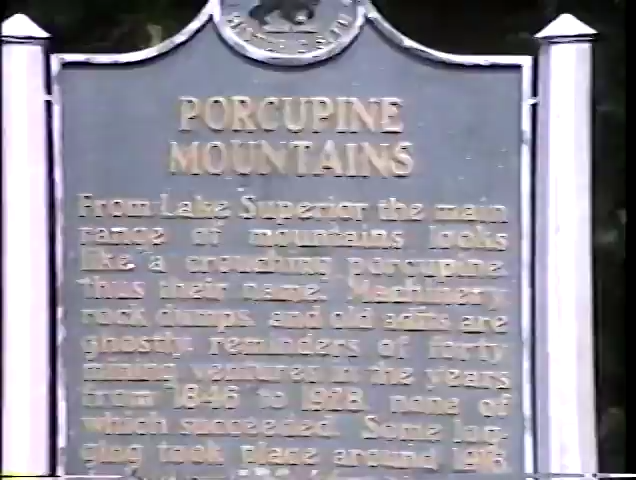 PORCUPINE
MOUNTAINS
From Lake Superior the main
range of mountains looks
like a crouching porcupine,
thus their name. Machinery,
rock dumps, and old adits are
ghostly reminders of forty
mining ventures in the years
from 1846 to 1928, none of
which succeeded. Some log-
ging took place around 1916.